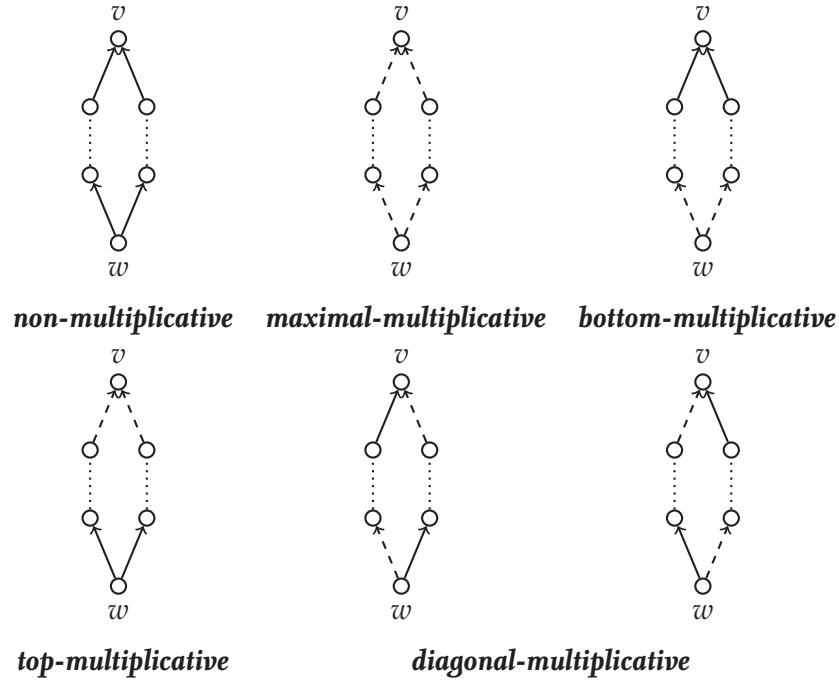 v v v
w w w
non-multiplicative maximal-multiplicative bottom-multiplicative
v v v
w w w
top-multiplicative diagonal-multiplicative